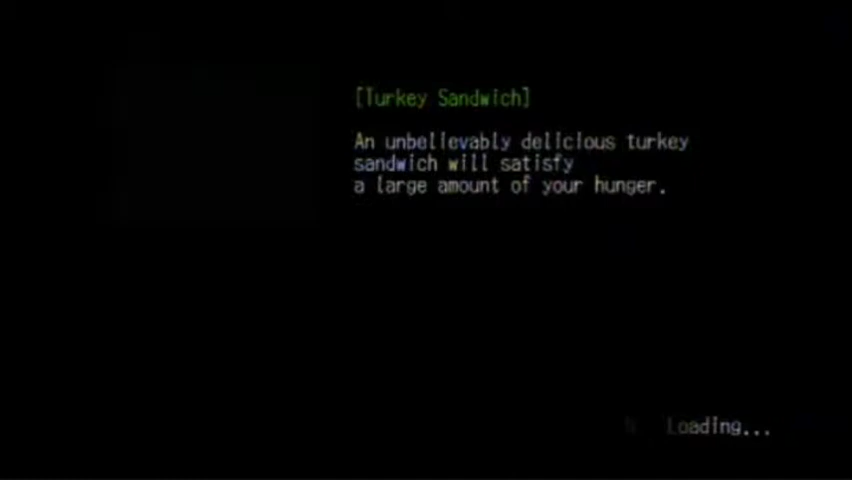 [Turkey Sandwich]
An unbelievably delicious turkey
sandwich will satisfy
a large amount of your hunger.
Loading...